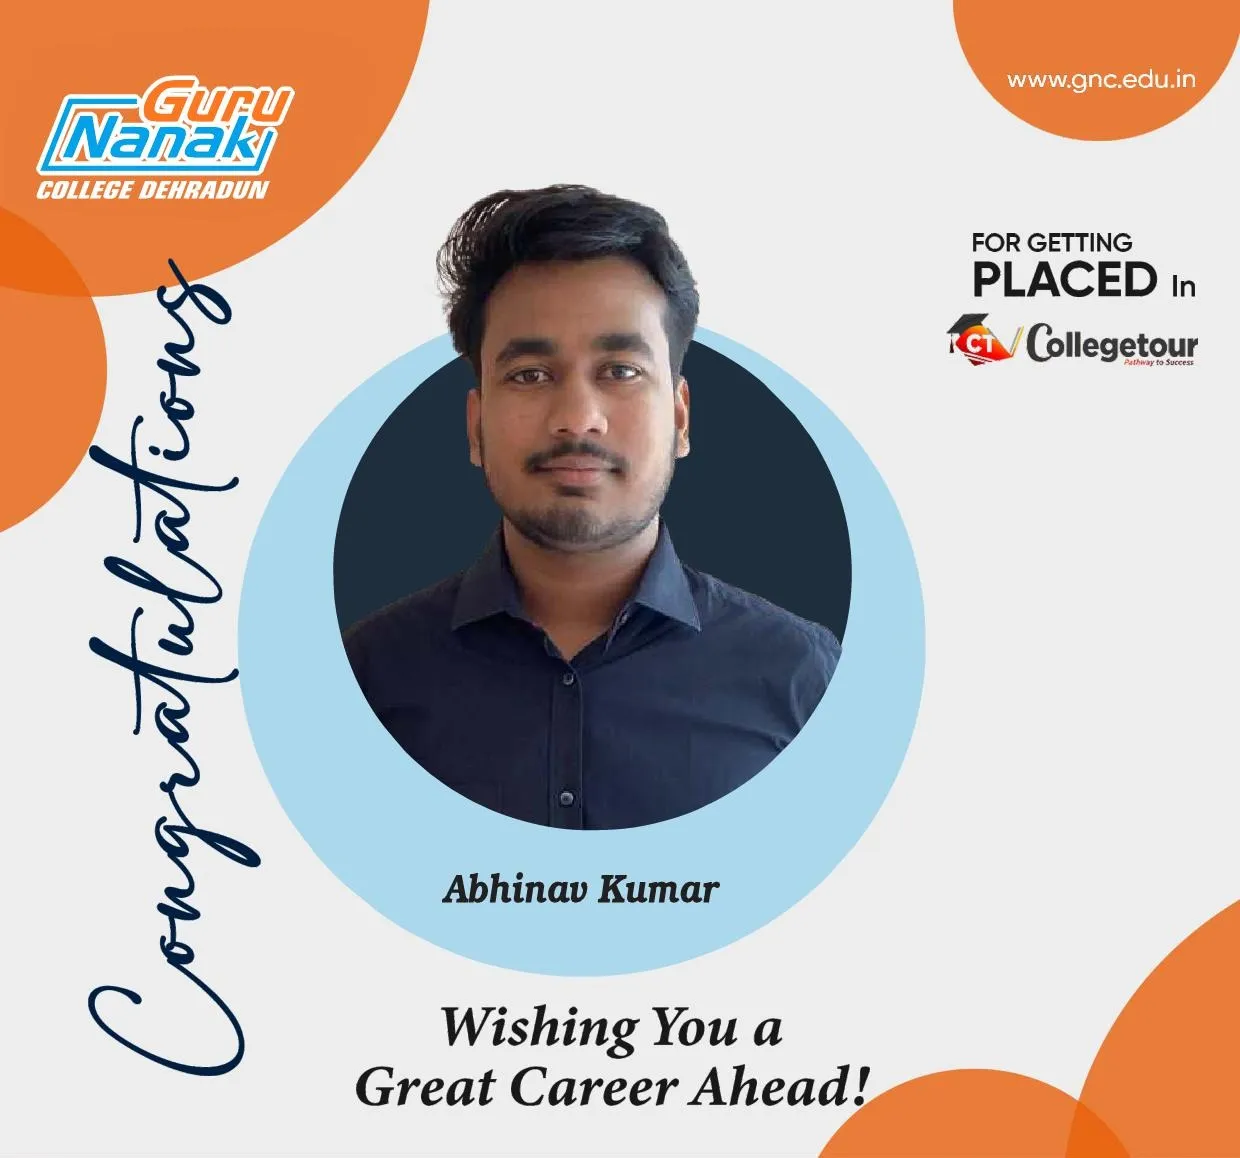 Guru
Nanak
COLLEGE DEHRADUN
www.gnc.edu.in
FOR GETTING
PLACED In
CT Collegetour
Pathway to Success
Congratulations
Abhinav Kumar
Wishing You a
Great Career Ahead!